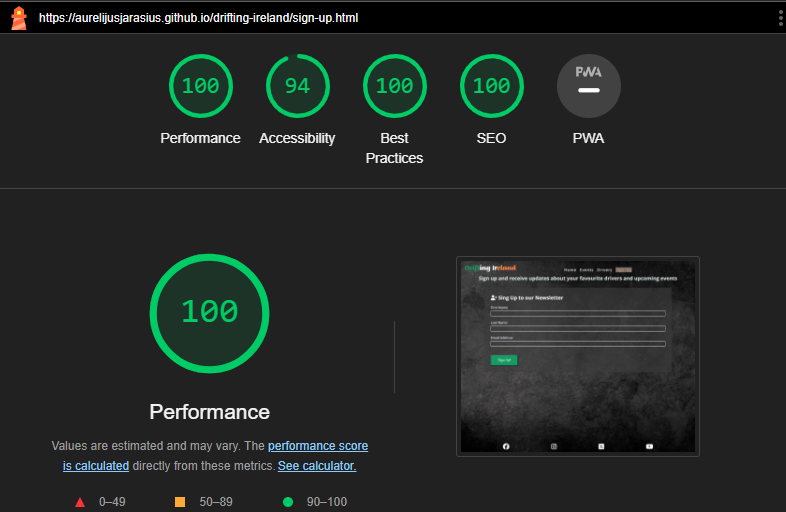 https://aurelijusjarasius.github.io/drifting-ireland/sign-up.html
100 94 100 100 PWA
Performance Accessibility Best Practices SEO PWA
100
Performance
Values are estimated and may vary. The performance score
is calculated directly from these metrics. See calculator.
0–49 50–89 90–100
Drifting Ireland
Home Events Drivers Sign Up
Sign up and receive updates about your favourite drivers and upcoming events
Sing Up to our Newsletter
First Name
Last Name
Email Address
Sign Up!